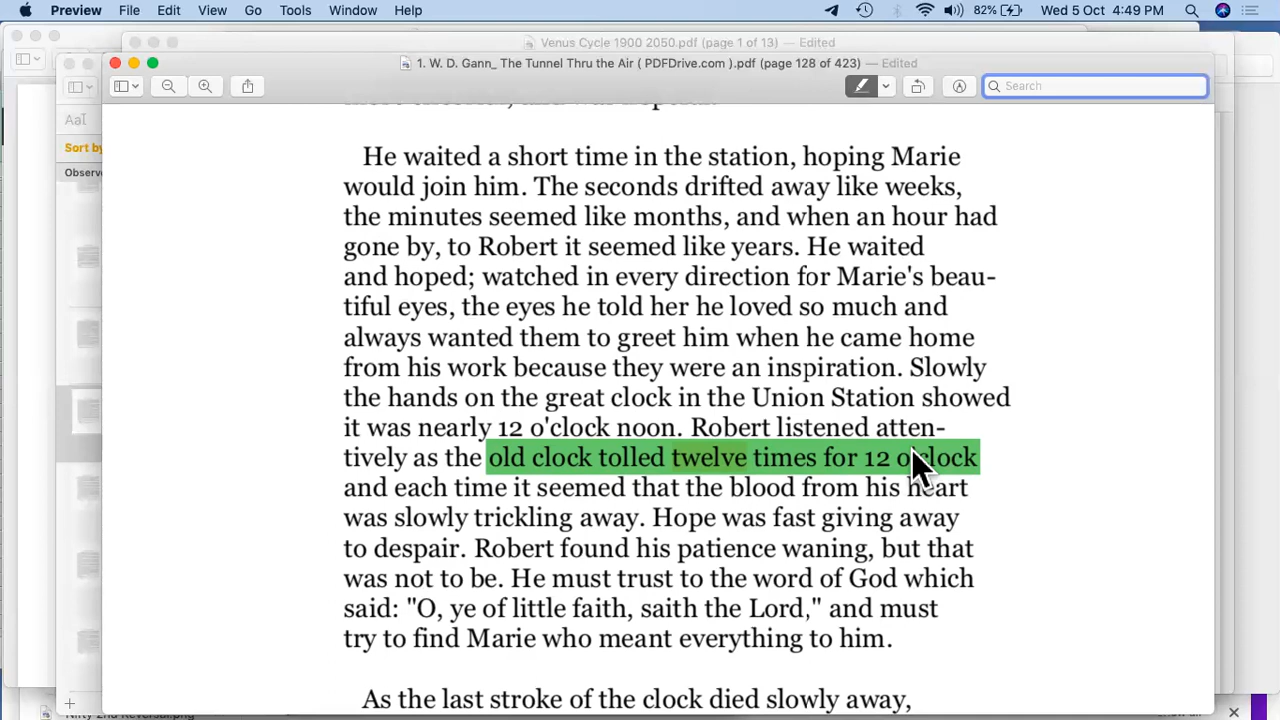 Preview File Edit View Go Tools Window Help 82% Wed 5 Oct 4:49 PM
Venus Cycle 1900 2050.pdf (page 1 of 13) — Edited
1. W. D. Gann_ The Tunnel Thru the Air ( PDFDrive.com ).pdf (page 128 of 423) — Edited
Search
Sort by
Observe
He waited a short time in the station, hoping Marie
would join him. The seconds drifted away like weeks,
the minutes seemed like months, and when an hour had
gone by, to Robert it seemed like years. He waited
and hoped; watched in every direction for Marie's beau-
tiful eyes, the eyes he told her he loved so much and
always wanted them to greet him when he came home
from his work because they were an inspiration. Slowly
the hands on the great clock in the Union Station showed
it was nearly 12 o'clock noon. Robert listened atten-
tively as the old clock tolled twelve times for 12 o'clock
and each time it seemed that the blood from his heart
was slowly trickling away. Hope was fast giving away
to despair. Robert found his patience waning, but that
was not to be. He must trust to the word of God which
said: "O, ye of little faith, saith the Lord," and must
try to find Marie who meant everything to him.
As the last stroke of the clock died slowly away,